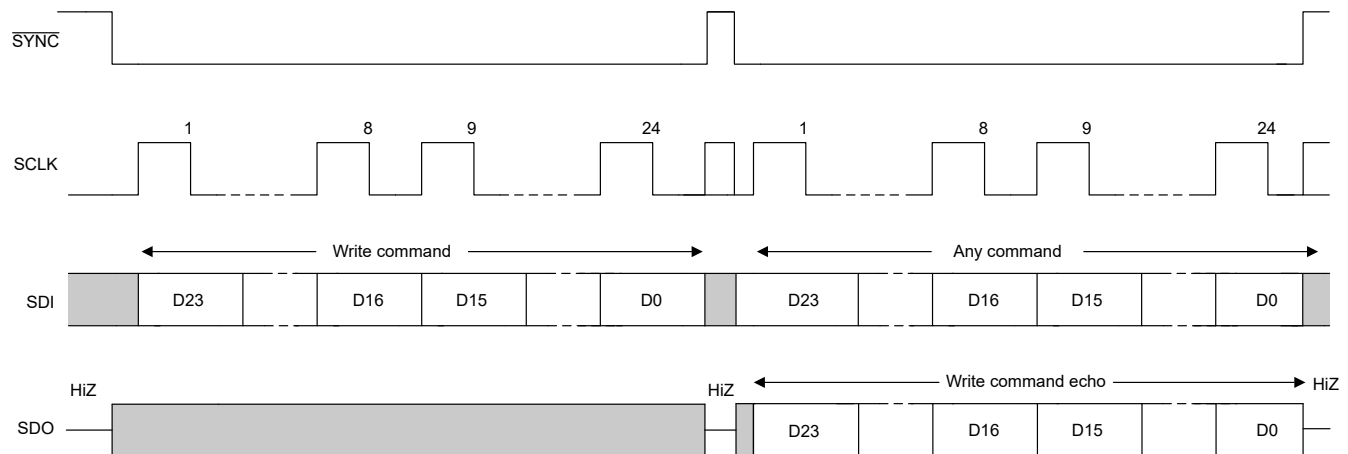 SYNC
1 8 9 24 1 8 9 24
SCLK
Write command Any command
SDI D23 D16 D15 D0 D23 D16 D15 D0
HiZ HiZ Write command echo HiZ
SDO D23 D16 D15 D0